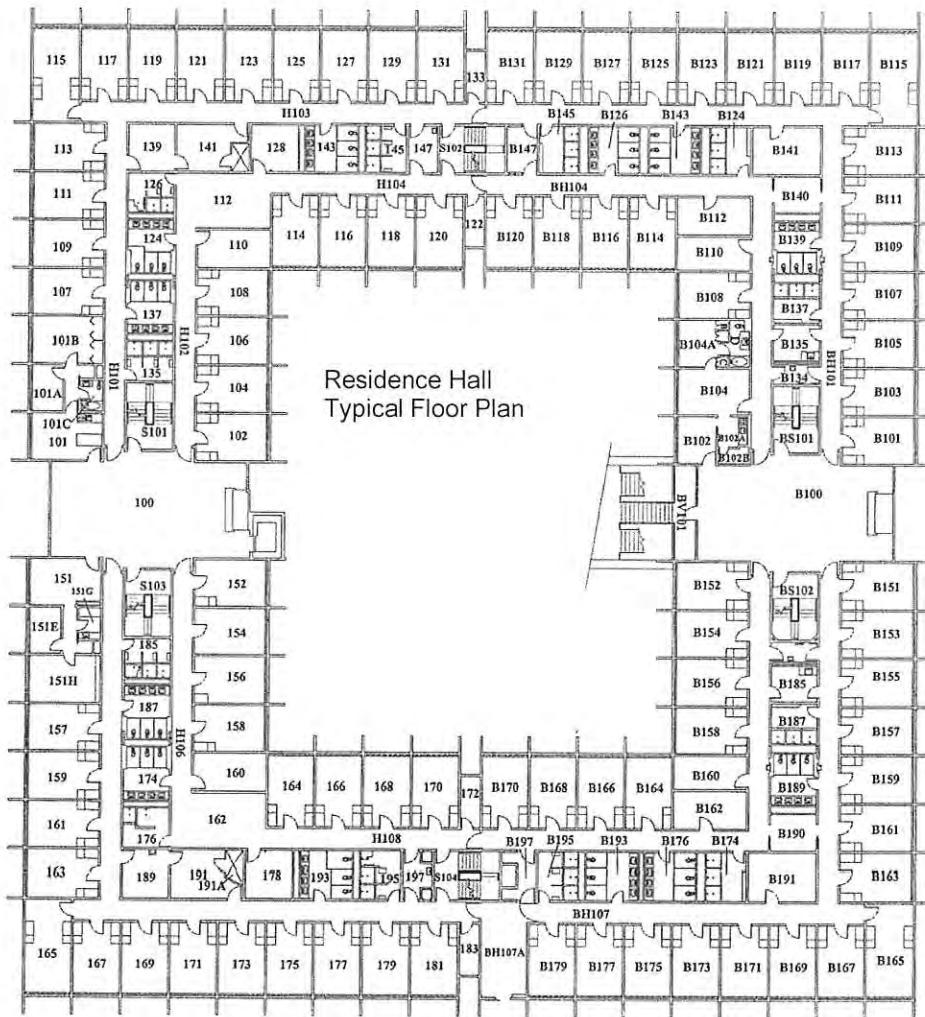 115 117 119 121 123 125 127 129 131 133 B131 B129 B127 B125 B123 B121 B119 B117 B115
H103 B145 B126 B143 B124
113 139 141 128 143 145 147 S102 B147 B141 B113
126 H104 BH104
111 112 122 B140 B111
124 114 116 118 120 B120 B118 B116 B114 B112
109 110 B110 B139 B109
107 108 B108 B107
137 B137
101B H101 H102 106 B104A B135 BH101 B105
135 B134
101A 104 B104 B103
Residence Hall
Typical Floor Plan
101C
101 S101 102 B102 B102A BS101 B101
B102B
100 BV101 B100
151 S103 152 B152 BS102 B151
151G
151E 154 B154 B153
185
151H 156 B156 B185 B155
187 B187
157 158 B158 B157
H106
159 174 160 164 166 168 170 172 B170 B168 B166 B164 B160 B189 B159
161 162 B162 B161
176 H108 B197 B195 B193 B176 B174 B190
163 189 191 178 193 195 197 S104 B191 B163
191A
BH107
165 167 169 171 173 175 177 179 181 183 BH107A B179 B177 B175 B173 B171 B169 B167 B165